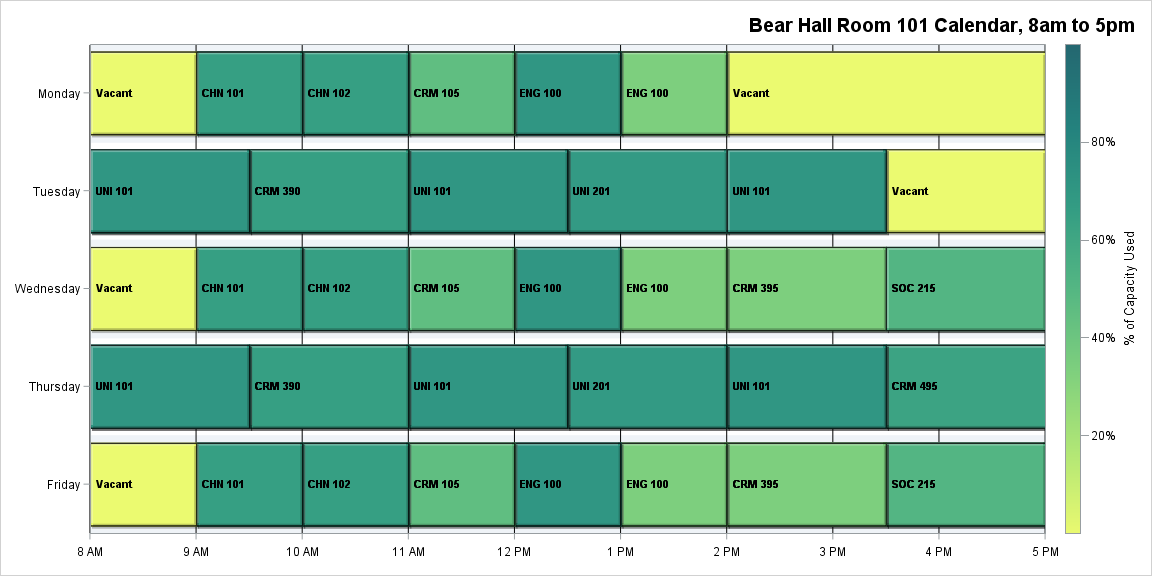 Bear Hall Room 101 Calendar, 8am to 5pm
Monday
Vacant
CHN 101
CHN 102
CRM 105
ENG 100
ENG 100
Vacant
Tuesday
UNI 101
CRM 390
UNI 101
UNI 201
UNI 101
Vacant
Wednesday
Vacant
CHN 101
CHN 102
CRM 105
ENG 100
ENG 100
CRM 395
SOC 215
Thursday
UNI 101
CRM 390
UNI 101
UNI 201
UNI 101
CRM 495
Friday
Vacant
CHN 101
CHN 102
CRM 105
ENG 100
ENG 100
CRM 395
SOC 215
8 AM
9 AM
10 AM
11 AM
12 PM
1 PM
2 PM
3 PM
4 PM
5 PM
80%
60%
40%
20%
% of Capacity Used